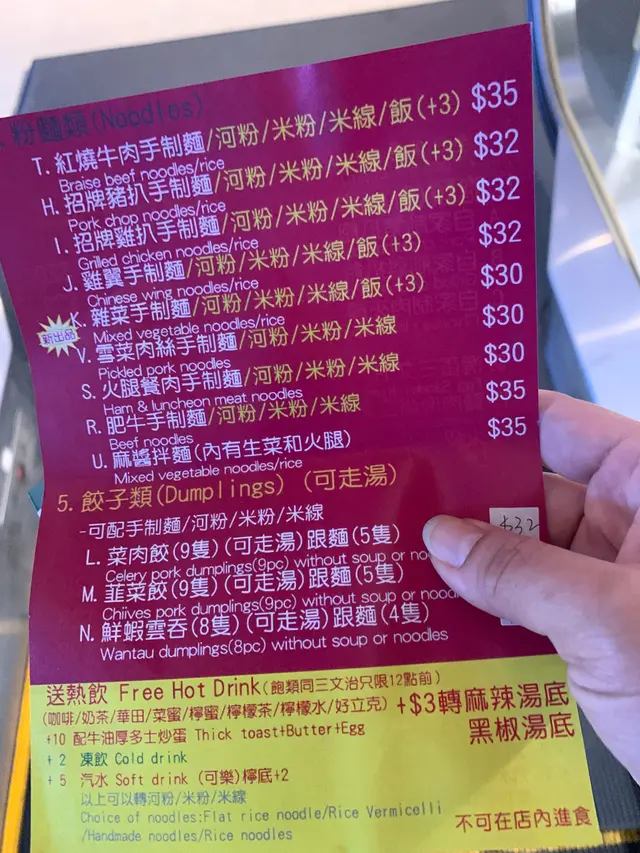 . 粉麵類(Noodles)
T. 紅燒牛肉手制麵/河粉/米粉/米線/飯(+3) $35
Braise beef noodles/rice
H. 招牌豬扒手制麵/河粉/米粉/米線/飯(+3) $32
Pork chop noodles/rice
I. 招牌雞扒手制麵/河粉/米粉/米線/飯(+3) $32
Grilled chicken noodles/rice
J. 雞翼手制麵/河粉/米粉/米線/飯(+3) $32
Chinese wing noodles/rice
新出品 K. 雜菜手制麵/河粉/米粉/米線/飯(+3) $30
Mixed vegetable noodles/rice
V. 雪菜肉絲手制麵/河粉/米粉/米線 $30
Pickled pork noodles
S. 火腿餐肉手制麵/河粉/米粉/米線 $30
Ham & luncheon meat noodles
R. 肥牛手制麵/河粉/米粉/米線 $35
Beef noodles
U. 麻醬拌麵(內有生菜和火腿) $35
Mixed vegetable noodles/rice
5. 餃子類(Dumplings) (可走湯)
-可配手制麵/河粉/米粉/米線
$32
L. 菜肉餃(9隻)(可走湯)跟麵(5隻)
Celery pork dumplings(9pc) without soup or no
M. 韮菜餃(9隻)(可走湯)跟麵(5隻)
Chiives pork dumplings(9pc) without soup or nood
N. 鮮蝦雲吞(8隻)(可走湯)跟麵(4隻)
Wantau dumplings(8pc) without soup or noodles
送熱飲 Free Hot Drink(飽類同三文治只限12點前)
(咖啡/奶茶/華田/菜蜜/檸蜜/檸檬茶/檸檬水/好立克) +$3轉麻辣湯底
黑椒湯底
+10 配牛油厚多士炒蛋 Thick toast+Butter+Egg
+ 2 凍飲 Cold drink
+ 5 汽水 Soft drink (可樂)檸底+2
以上可以轉河粉/米粉/米線
Choice of noodles:Flat rice noodle/Rice Vermicelli
/Handmade noodles/Rice noodles
不可在店內進食